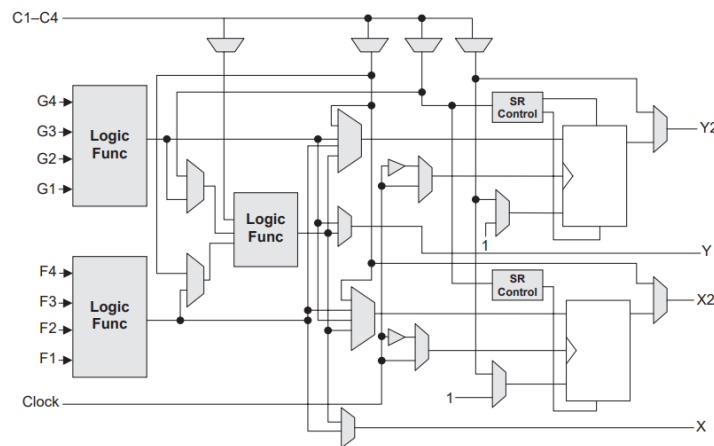 C1–C4
G4
G3
G2
G1
Logic
Func
SR
Control
Y2
Logic
Func
1
Y
F4
F3
F2
F1
Logic
Func
SR
Control
X2
Clock
1
X